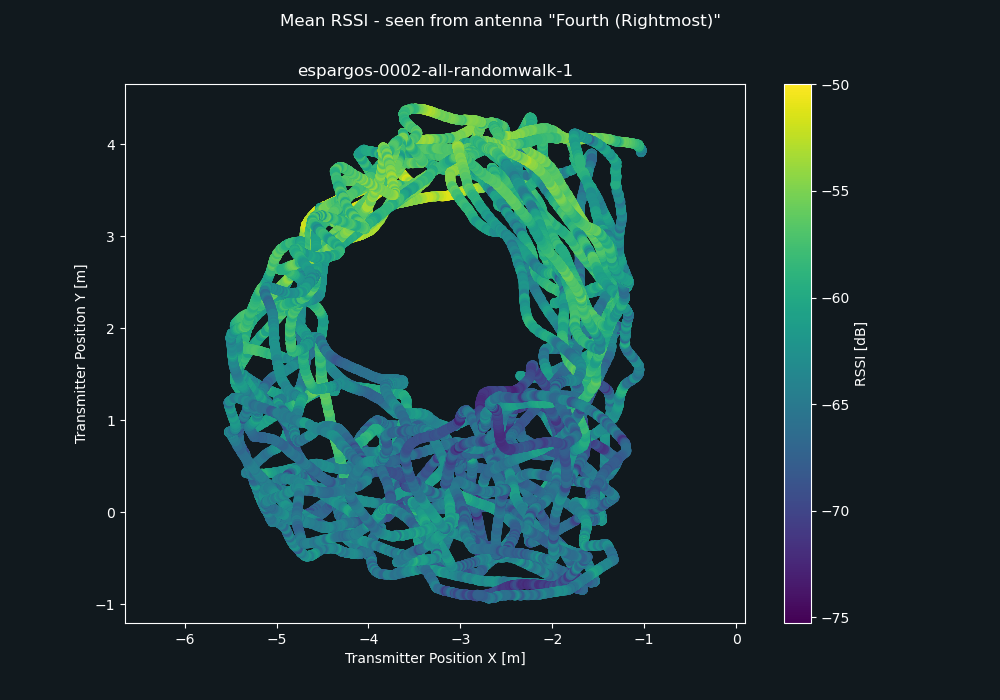 Mean RSSI - seen from antenna "Fourth (Rightmost)"
espargos-0002-all-randomwalk-1
Transmitter Position Y [m]
4
3
2
1
0
−1
−6 −5 −4 −3 −2 −1 0
Transmitter Position X [m]
−50
−55
−60
−65
−70
−75
RSSI [dB]